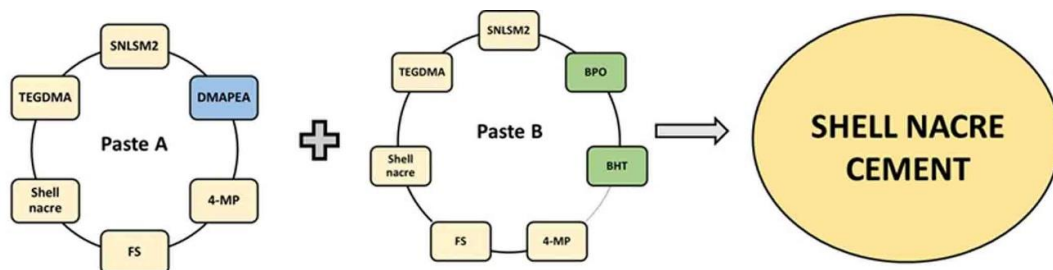 SNLSM2
TEGDMA
DMAPEA
Paste A
Shell
nacre
4-MP
FS
SNLSM2
TEGDMA
BPO
Paste B
Shell
nacre
BHT
FS
4-MP
SHELL NACRE
CEMENT